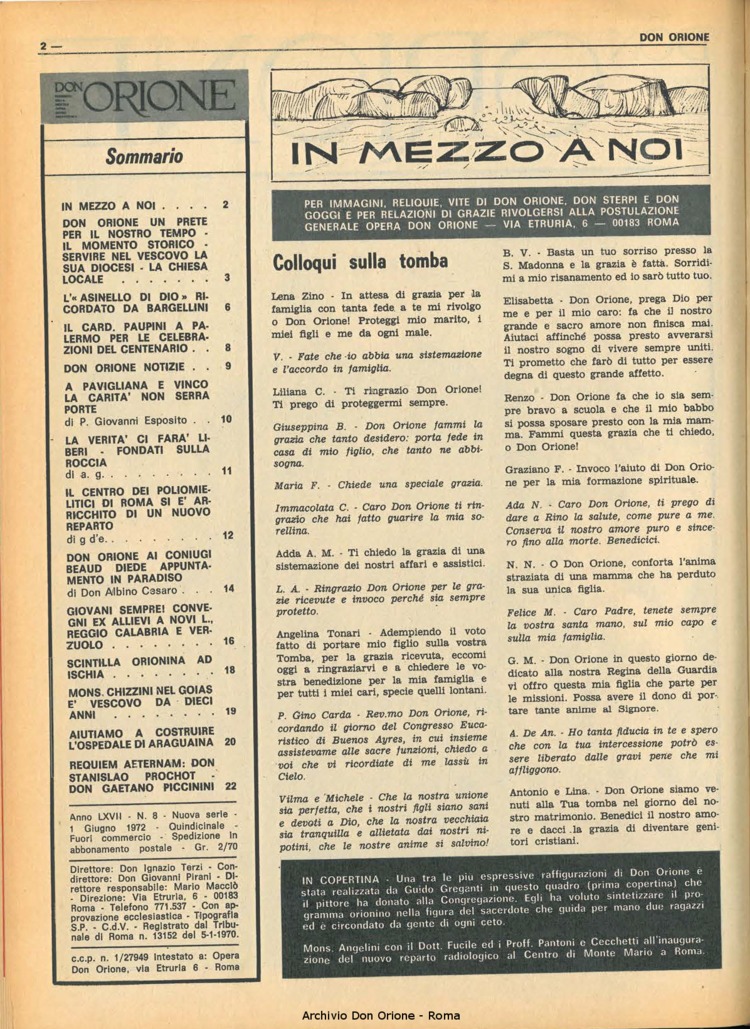 2 —
DON ORIONE
DON
ORIONE
Sommario
IN MEZZO A NOI . . . . 2
DON ORIONE UN PRETE
PER IL NOSTRO TEMPO -
IL MOMENTO STORICO -
SERVIRE NEL VESCOVO LA
SUA DIOCESI - LA CHIESA
LOCALE . . . . . . . 3
L'« ASINELLO DI DIO» RI-
CORDATO DA BARGELLINI 6
IL CARD. PAUPINI A PA-
LERMO PER LE CELEBRA-
ZIONI DEL CENTENARIO . . 8
DON ORIONE NOTIZIE . . 9
A PAVIGLIANA E VINCO
LA CARITA' NON SERRA
PORTE
di P. Giovanni Esposito . . 10
LA VERITA' CI FARA' LI-
BERI - FONDATI SULLA
ROCCIA
di a. g. . . . . . . . . 11
IL CENTRO DEI POLIOMIE-
LITICI DI ROMA SI E' AR-
RICCHITO DI UN NUOVO
REPARTO
di g d'e. . . . . . . . . 12
DON ORIONE AI CONIUGI
BEAUD DIEDE APPUNTA-
MENTO IN PARADISO
di Don Albino Cesaro . . . 14
GIOVANI SEMPRE! CONVE-
GNI EX ALLIEVI A NOVI L.,
REGGIO CALABRIA E VER-
ZUOLO . . . . . . . . 16
SCINTILLA ORIONINA AD
ISCHIA . . . . . . . . 18
MONS. CHIZZINI NEL GOIAS
E' VESCOVO DA DIECI
ANNI . . . . . . . . 19
AIUTIAMO A COSTRUIRE
L'OSPEDALE DI ARAGUAINA 20
REQUIEM AETERNAM: DON
STANISLAO PROCHOT -
DON GAETANO PICCININI 22
Anno LXVII - N. 8 - Nuova serie -
1 Giugno 1972 - Quindicinale -
Fuori commercio - Spedizione in
abbonamento postale - Gr. 2/70
Direttore: Don Ignazio Terzi - Con-
direttore: Don Giovanni Pirani - Di-
rettore responsabile: Mario Macciò
- Direzione: Via Etruria, 6 - 00183
Roma - Telefono 771.537 - Con ap-
provazione ecclesiastica - Tipografia
S.P. - C.d.V. - Registrato dal Tribu-
nale di Roma n. 13152 del 5-1-1970.
c.c.p. n. 1/27949 Intestato a: Opera
Don Orione, via Etruria 6 - Roma
IN MEZZO A NOI
PER IMMAGINI, RELIQUIE, VITE DI DON ORIONE, DON STERPI E DON
GOGGI E PER RELAZIONI DI GRAZIE RIVOLGERSI ALLA POSTULAZIONE
GENERALE OPERA DON ORIONE — VIA ETRURIA, 6 — 00183 ROMA
Colloqui sulla tomba
Lena Zino - In attesa di grazia per la
famiglia con tanta fede a te mi rivolgo
o Don Orione! Proteggi mio marito, i
miei figli e me da ogni male.
V. - Fate che io abbia una sistemazione
e l'accordo in famiglia.
Liliana C. - Ti ringrazio Don Orione!
Ti prego di proteggermi sempre.
Giuseppina B. - Don Orione fammi la
grazia che tanto desidero: porta fede in
casa di mio figlio, che tanto ne abbi-
sogna.
Maria F. - Chiede una speciale grazia.
Immacolata C. - Caro Don Orione ti rin-
grazio che hai fatto guarire la mia so-
rellina.
Adda A. M. - Ti chiedo la grazia di una
sistemazione dei nostri affari e assistici.
L. A. - Ringrazio Don Orione per le gra-
zie ricevute e invoco perché sia sempre
protetto.
Angelina Tonari - Adempiendo il voto
fatto di portare mio figlio sulla vostra
Tomba, per la grazia ricevuta, eccomi
oggi a ringraziarvi e a chiedere la vo-
stra benedizione per la mia famiglia e
per tutti i miei cari, specie quelli lontani.
P. Gino Carda - Rev.mo Don Orione, ri-
cordando il giorno del Congresso Euca-
ristico di Buenos Ayres, in cui insieme
assistevamo alle sacre funzioni, chiedo a
voi che vi ricordiate di me lassù in
Cielo.
Vilma e Michele - Che la nostra unione
sia perfetta, che i nostri figli siano sani
e devoti a Dio, che la nostra vecchiaia
sia tranquilla e allietata dai nostri ni-
potini, che le nostre anime si salvino!
B. V. - Basta un tuo sorriso presso la
S. Madonna e la grazia è fatta. Sorridi-
mi a mio risanamento ed io sarò tutto tuo.
Elisabetta - Don Orione, prega Dio per
me e per il mio caro: fa che il nostro
grande e sacro amore non finisca mai.
Aiutaci affinché possa presto avverarsi
il nostro sogno di vivere sempre uniti.
Ti prometto che farò di tutto per essere
degna di questo grande affetto.
Renzo - Don Orione fa che io sia sem-
pre bravo a scuola e che il mio babbo
si possa sposare presto con la mia mam-
ma. Fammi questa grazia che ti chiedo,
o Don Orione!
Graziano F. - Invoco l'aiuto di Don Orio-
ne per la mia formazione spirituale.
Ada N. - Caro Don Orione, ti prego di
dare a Rino la salute, come pure a me.
Conserva il nostro amore puro e since-
ro fino alla morte. Benedicici.
N. N. - O Don Orione, conforta l'anima
straziata di una mamma che ha perduto
la sua unica figlia.
Felice M. - Caro Padre, tenete sempre
la vostra santa mano, sul mio capo e
sulla mia famiglia.
G. M. - Don Orione in questo giorno de-
dicato alla nostra Regina della Guardia
vi offro questa mia figlia che parte per
le missioni. Possa avere il dono di por-
tare tante anime al Signore.
A. De An. - Ho tanta fiducia in te e spero
che con la tua intercessione potrò es-
sere liberato dalle gravi pene che mi
affliggono.
Antonio e Lina. - Don Orione siamo ve-
nuti alla Tua tomba nel giorno del no-
stro matrimonio. Benedici il nostro amo-
re e dacci la grazia di diventare geni-
tori cristiani.
IN COPERTINA - Una tra le più espressive raffigurazioni di Don Orione è
stata realizzata da Guido Greganti in questo quadro (prima copertina) che
il pittore ha donato alla Congregazione. Egli ha voluto sintetizzare il pro-
gramma orionino nella figura del sacerdote che guida per mano due ragazzi
ed è circondato da gente di ogni ceto.
Mons. Angelini con il Dott. Fucile ed i Proff. Pantoni e Cecchetti all'inaugura-
zione del nuovo reparto radiologico al Centro di Monte Mario a Roma.
Archivio Don Orione - Roma